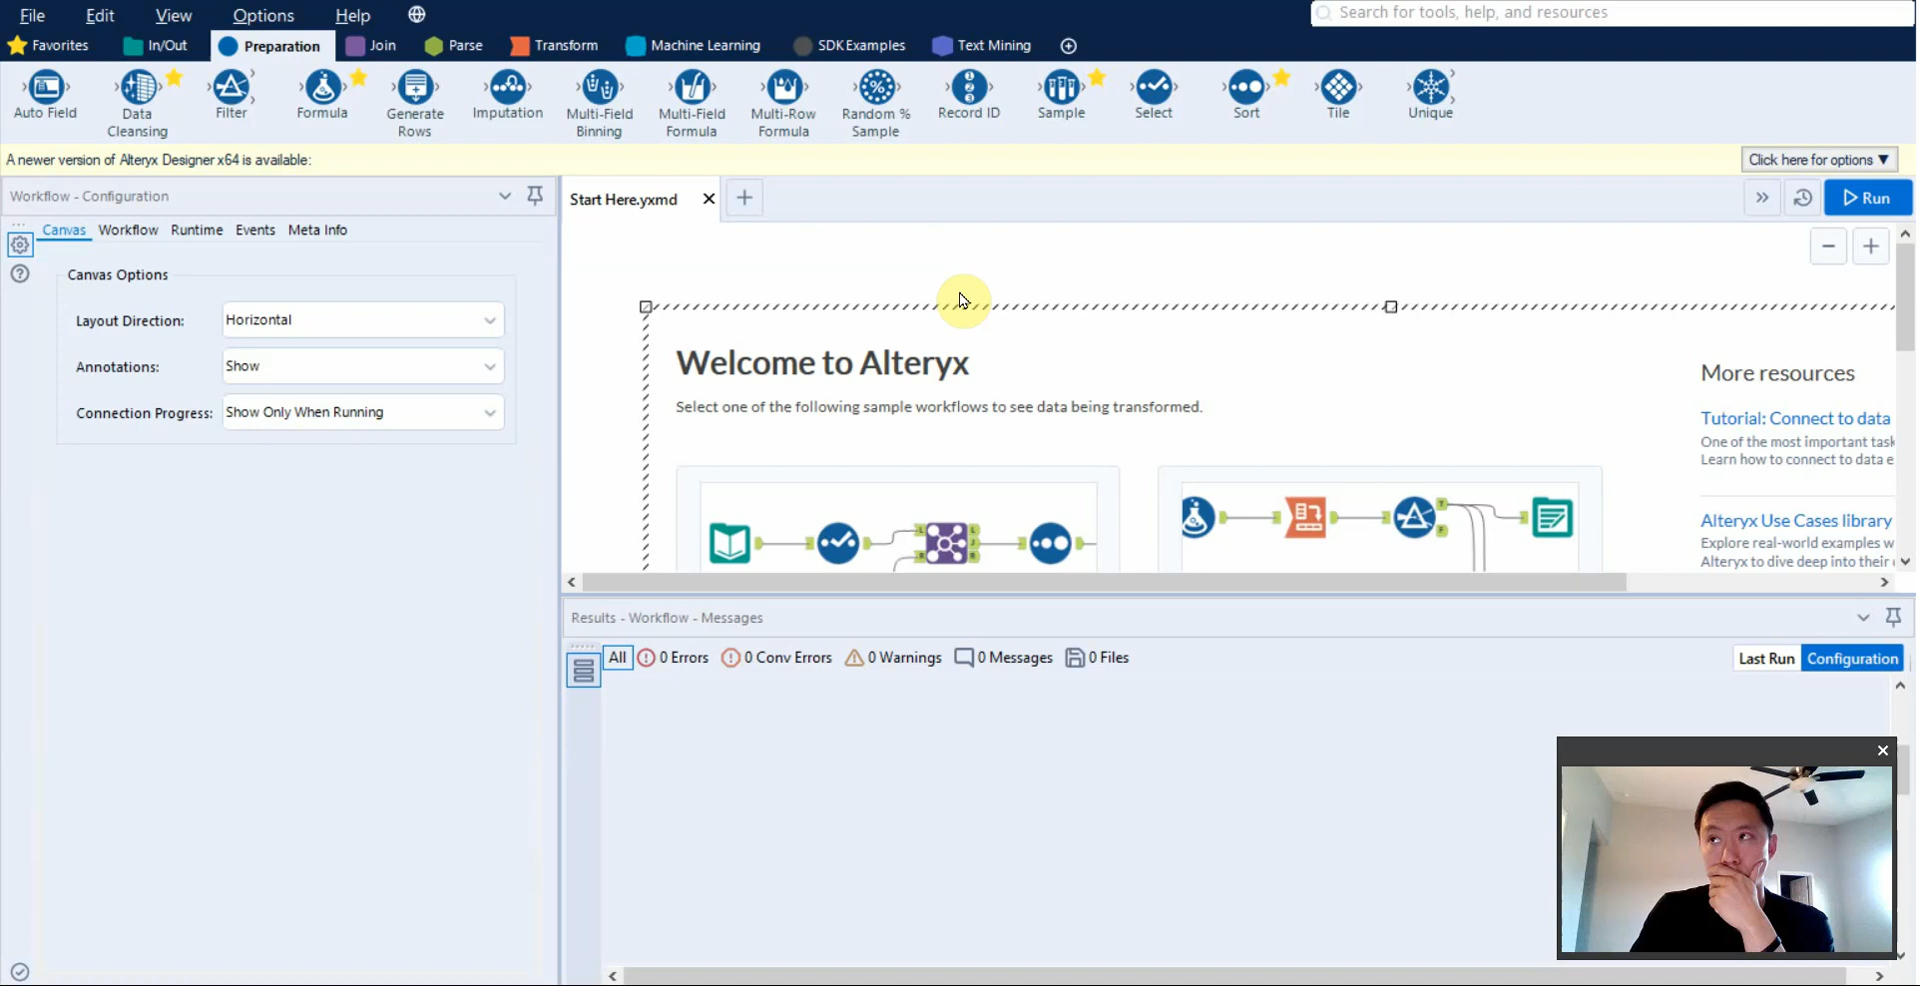 File Edit View Options Help
Search for tools, help, and resources
Favorites In/Out Preparation Join Parse Transform Machine Learning SDK Examples Text Mining
Auto Field
Data Cleansing
Filter
Formula
Generate Rows
Imputation
Multi-Field Binning
Multi-Field Formula
Multi-Row Formula
Random % Sample
Record ID
Sample
Select
Sort
Tile
Unique
A newer version of Alteryx Designer x64 is available:
Click here for options ▼
Workflow - Configuration
Start Here.yxmd
Run
Canvas Workflow Runtime Events Meta Info
Canvas Options
Layout Direction: Horizontal
Annotations: Show
Connection Progress: Show Only When Running
Welcome to Alteryx
Select one of the following sample workflows to see data being transformed.
More resources
Tutorial: Connect to data
One of the most important task
Learn how to connect to data e
Alteryx Use Cases library
Explore real-world examples w
Alteryx to dive deep into their
Results - Workflow - Messages
All 0 Errors 0 Conv Errors 0 Warnings 0 Messages 0 Files
Last Run Configuration